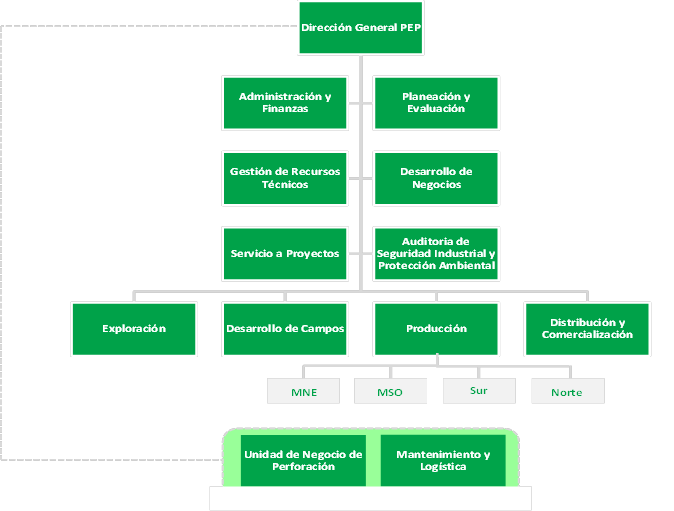 Dirección General PEP
Administración y
Finanzas
Planeación y
Evaluación
Gestión de Recursos
Técnicos
Desarrollo de
Negocios
Servicio a Proyectos
Auditoria de
Seguridad Industrial y
Protección Ambiental
Exploración
Desarrollo de Campos
Producción
Distribución y
Comercialización
MNE
MSO
Sur
Norte
Unidad de Negocio de
Perforación
Mantenimiento y
Logística